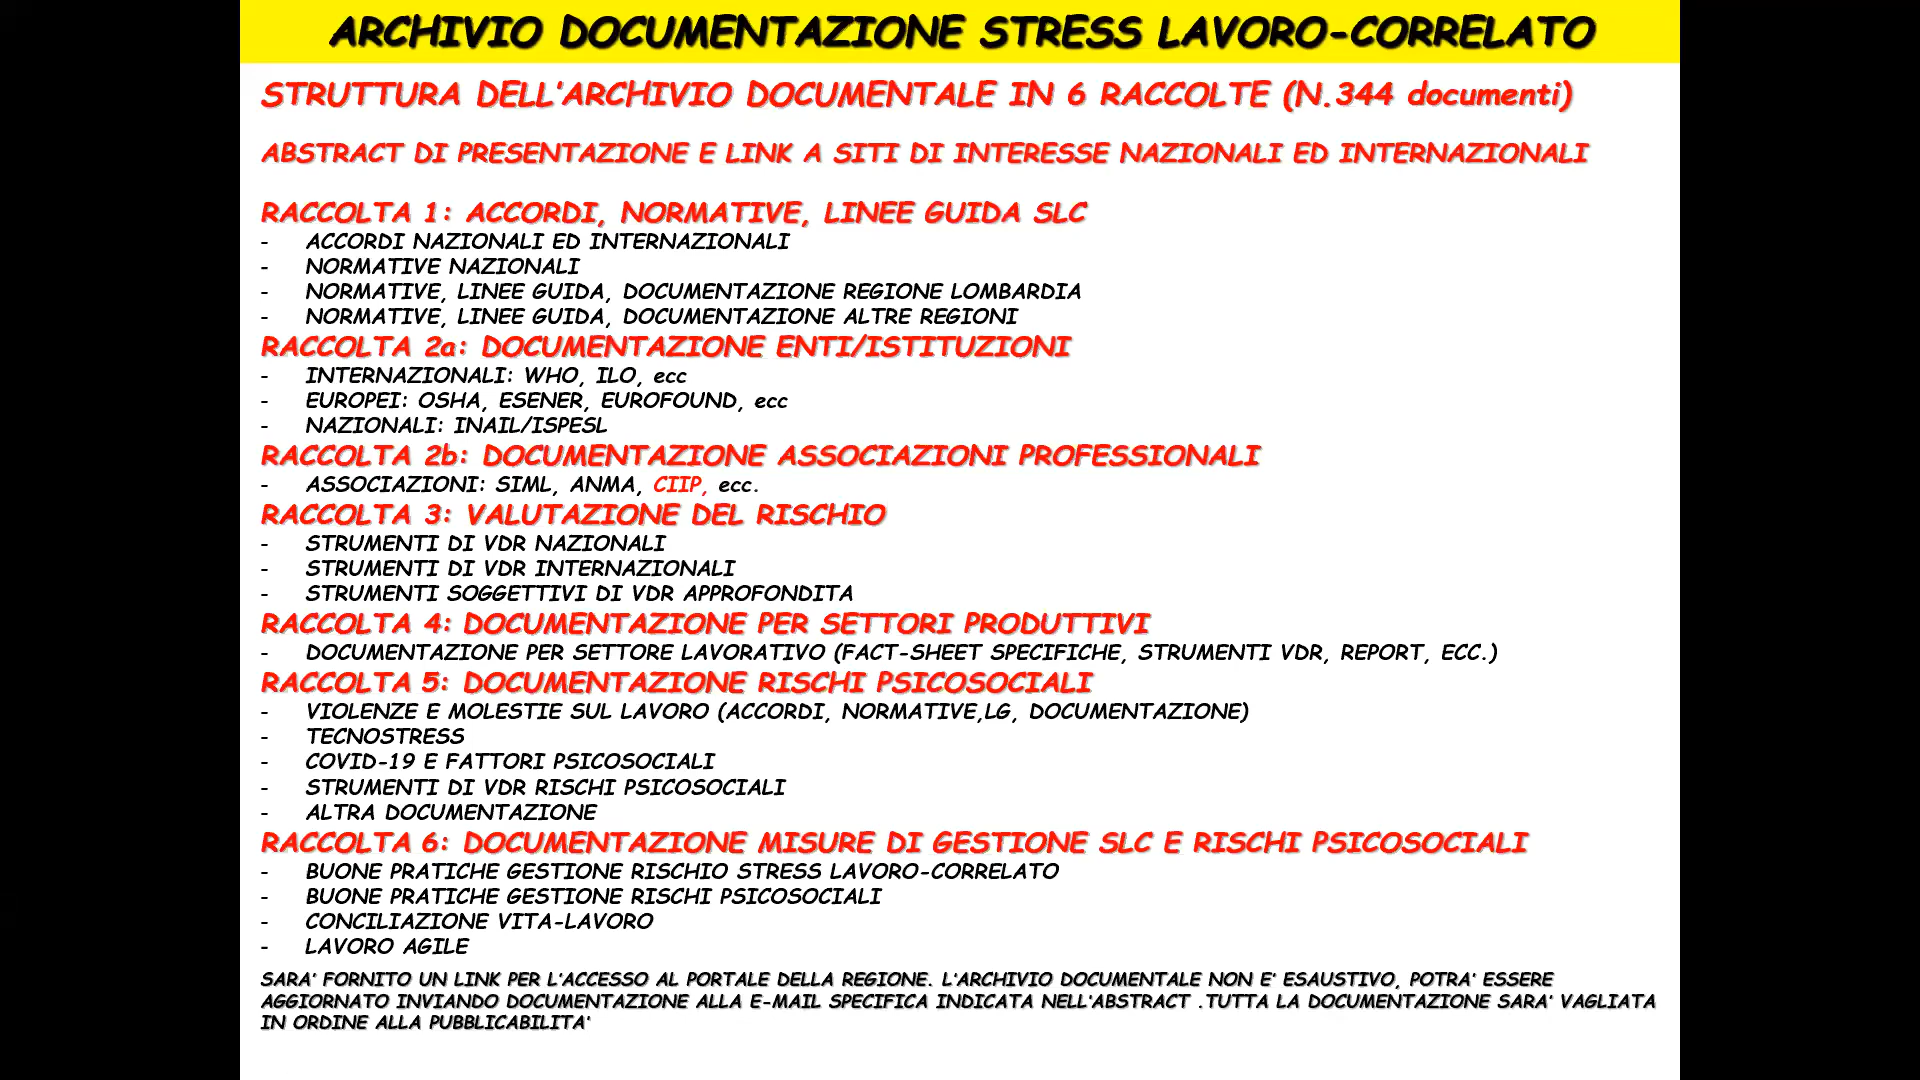 ARCHIVIO DOCUMENTAZIONE STRESS LAVORO-CORRELATO
STRUTTURA DELL'ARCHIVIO DOCUMENTALE IN 6 RACCOLTE (N.344 documenti)
ABSTRACT DI PRESENTAZIONE E LINK A SITI DI INTERESSE NAZIONALI ED INTERNAZIONALI
RACCOLTA 1: ACCORDI, NORMATIVE, LINEE GUIDA SLC
- ACCORDI NAZIONALI ED INTERNAZIONALI
- NORMATIVE NAZIONALI
- NORMATIVE, LINEE GUIDA, DOCUMENTAZIONE REGIONE LOMBARDIA
- NORMATIVE, LINEE GUIDA, DOCUMENTAZIONE ALTRE REGIONI
RACCOLTA 2a: DOCUMENTAZIONE ENTI/ISTITUZIONI
- INTERNAZIONALI: WHO, ILO, ecc
- EUROPEI: OSHA, ESENER, EUROFOUND, ecc
- NAZIONALI: INAIL/ISPESL
RACCOLTA 2b: DOCUMENTAZIONE ASSOCIAZIONI PROFESSIONALI
- ASSOCIAZIONI: SIML, ANMA, CIIP, ecc.
RACCOLTA 3: VALUTAZIONE DEL RISCHIO
- STRUMENTI DI VDR NAZIONALI
- STRUMENTI DI VDR INTERNAZIONALI
- STRUMENTI SOGGETTIVI DI VDR APPROFONDITA
RACCOLTA 4: DOCUMENTAZIONE PER SETTORI PRODUTTIVI
- DOCUMENTAZIONE PER SETTORE LAVORATIVO (FACT-SHEET SPECIFICHE, STRUMENTI VDR, REPORT, ECC.)
RACCOLTA 5: DOCUMENTAZIONE RISCHI PSICOSOCIALI
- VIOLENZE E MOLESTIE SUL LAVORO (ACCORDI, NORMATIVE,LG, DOCUMENTAZIONE)
- TECNOSTRESS
- COVID-19 E FATTORI PSICOSOCIALI
- STRUMENTI DI VDR RISCHI PSICOSOCIALI
- ALTRA DOCUMENTAZIONE
RACCOLTA 6: DOCUMENTAZIONE MISURE DI GESTIONE SLC E RISCHI PSICOSOCIALI
- BUONE PRATICHE GESTIONE RISCHIO STRESS LAVORO-CORRELATO
- BUONE PRATICHE GESTIONE RISCHI PSICOSOCIALI
- CONCILIAZIONE VITA-LAVORO
- LAVORO AGILE
SARA' FORNITO UN LINK PER L'ACCESSO AL PORTALE DELLA REGIONE. L'ARCHIVIO DOCUMENTALE NON E' ESAUSTIVO, POTRA' ESSERE
AGGIORNATO INVIANDO DOCUMENTAZIONE ALLA E-MAIL SPECIFICA INDICATA NELL'ABSTRACT .TUTTA LA DOCUMENTAZIONE SARA' VAGLIATA
IN ORDINE ALLA PUBBLICABILITA'